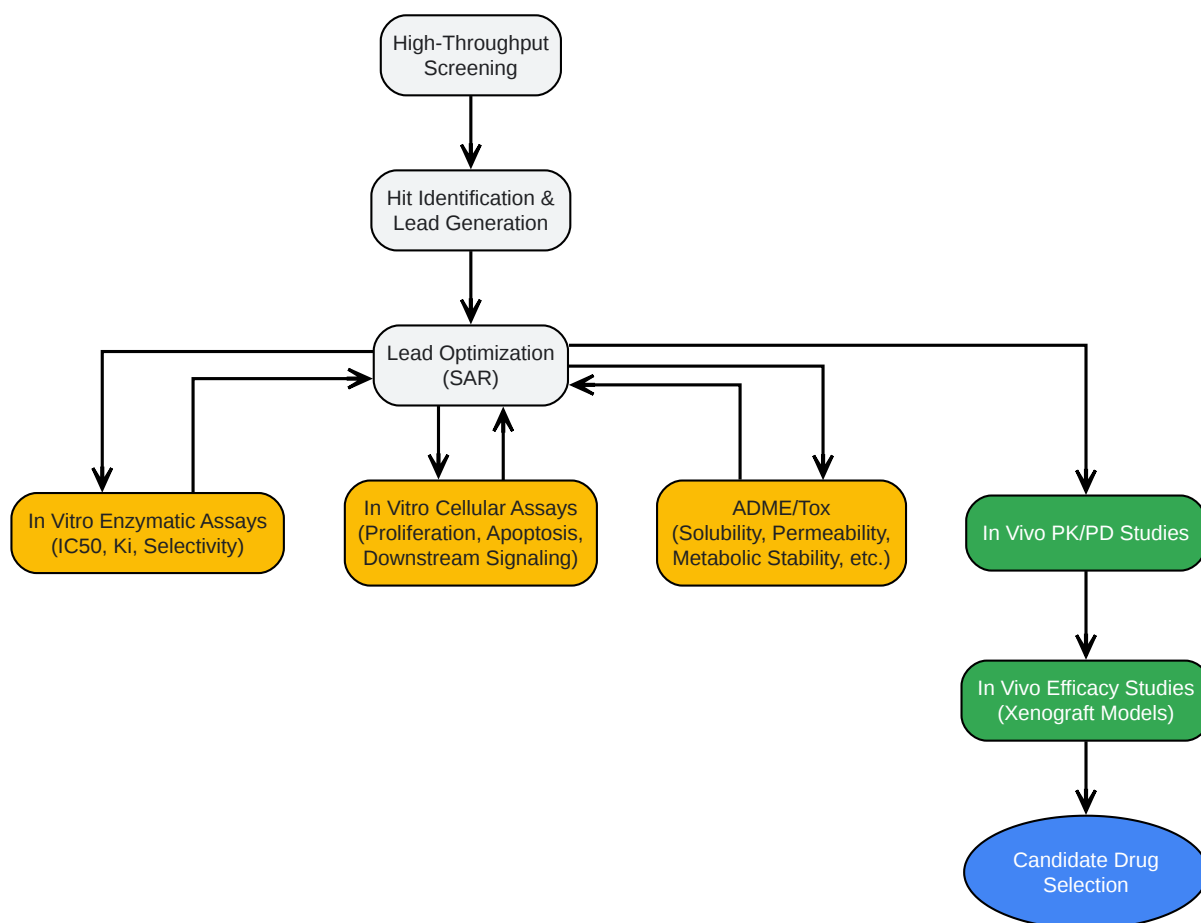 High-Throughput
Screening
Hit Identification &
Lead Generation
Lead Optimization
(SAR)
In Vitro Enzymatic Assays
(IC50, Ki, Selectivity)
In Vitro Cellular Assays
(Proliferation, Apoptosis,
Downstream Signaling)
ADME/Tox
(Solubility, Permeability,
Metabolic Stability, etc.)
In Vivo PK/PD Studies
In Vivo Efficacy Studies
(Xenograft Models)
Candidate Drug
Selection